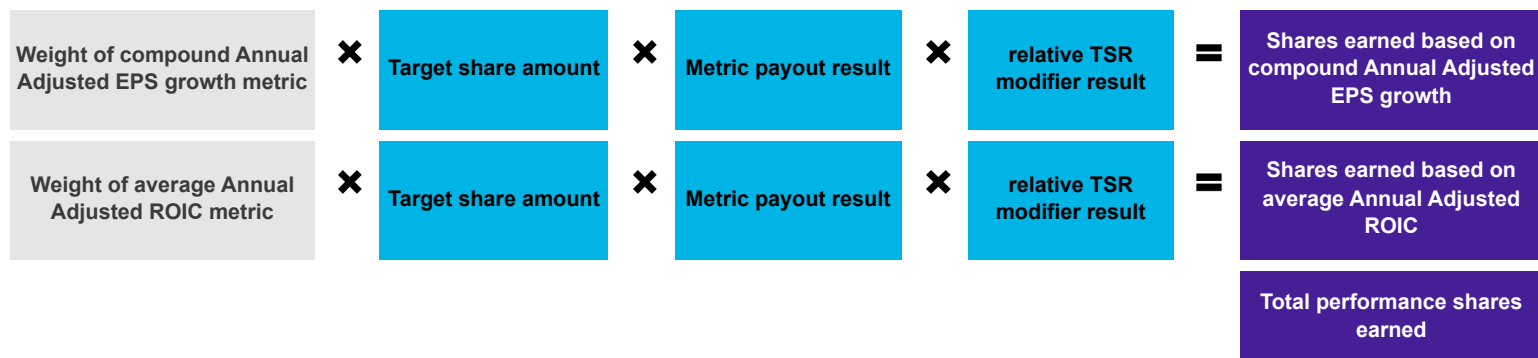 Weight of compound Annual
Adjusted EPS growth metric
×
Target share amount
×
Metric payout result
×
relative TSR
modifier result
=
Shares earned based on
compound Annual Adjusted
EPS growth
Weight of average Annual
Adjusted ROIC metric
×
Target share amount
×
Metric payout result
×
relative TSR
modifier result
=
Shares earned based on
average Annual Adjusted
ROIC
Total performance shares
earned